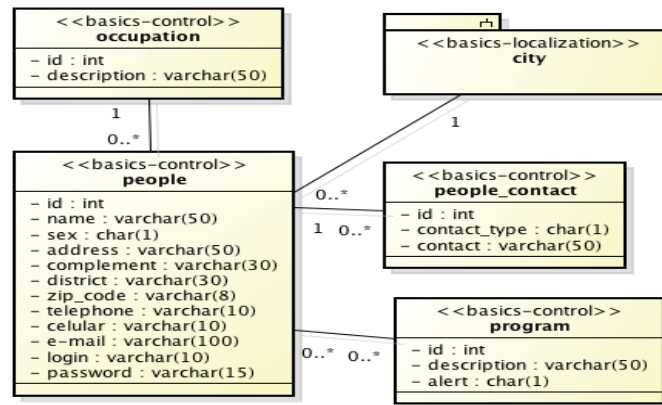 <<basics-control>>
occupation
- id : int
- description : varchar(50)
<<basics-localization>>
city
1
0..*
1
<<basics-control>>
people
- id : int
- name : varchar(50)
- sex : char(1)
- address : varchar(50)
- complement : varchar(30)
- district : varchar(30)
- zip_code : varchar(8)
- telephone : varchar(10)
- celular : varchar(10)
- e-mail : varchar(100)
- login : varchar(10)
- password : varchar(15)
0..*
1 0..*
<<basics-control>>
people_contact
- id : int
- contact_type : char(1)
- contact : varchar(50)
0..* 0..*
<<basics-control>>
program
- id : int
- description : varchar(50)
- alert : char(1)